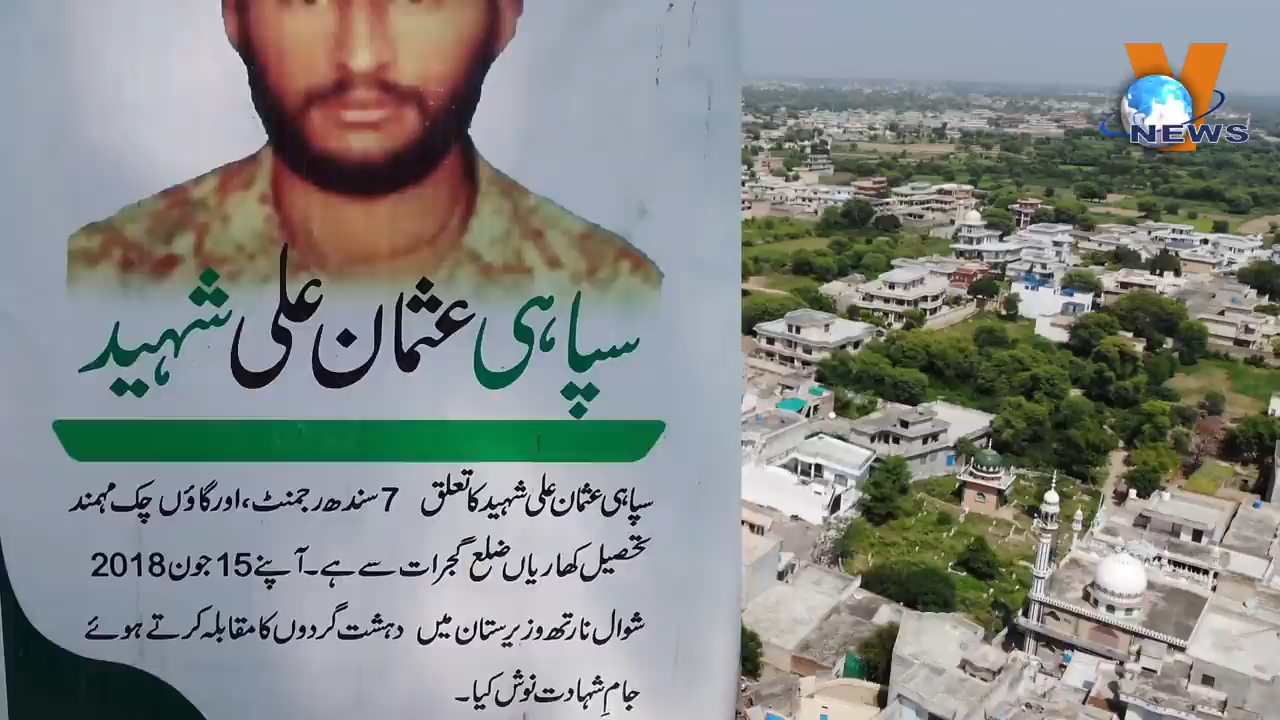 سپاہی عثمان علی شہید
سپاہی عثمان علی شہید کا تعلق 7 سندھ رجمنٹ، اور گاؤں چک مہمند
تحصیل کھاریاں ضلع گجرات سے ہے۔ آپنے 15 جون 2018
شوال نارتھ وزیرستان میں دہشت گردوں کا مقابلہ کرتے ہوئے
جامِ شہادت نوش کیا۔
V
NEWS